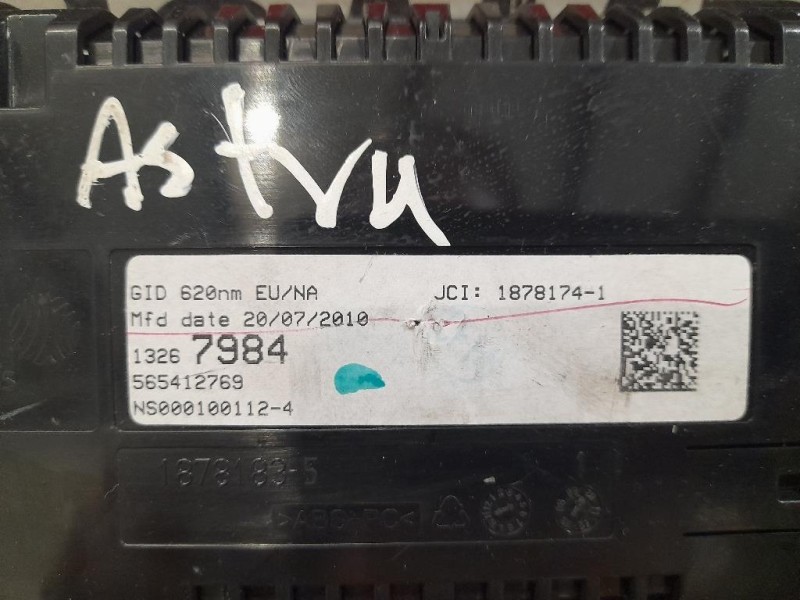 Astra
GID 620nm EU/NA JCI: 1878174-1
Mfd date 20/07/2010
1326 7984
565412769
NS000100112-4
1878183-5
>ABS+PC<